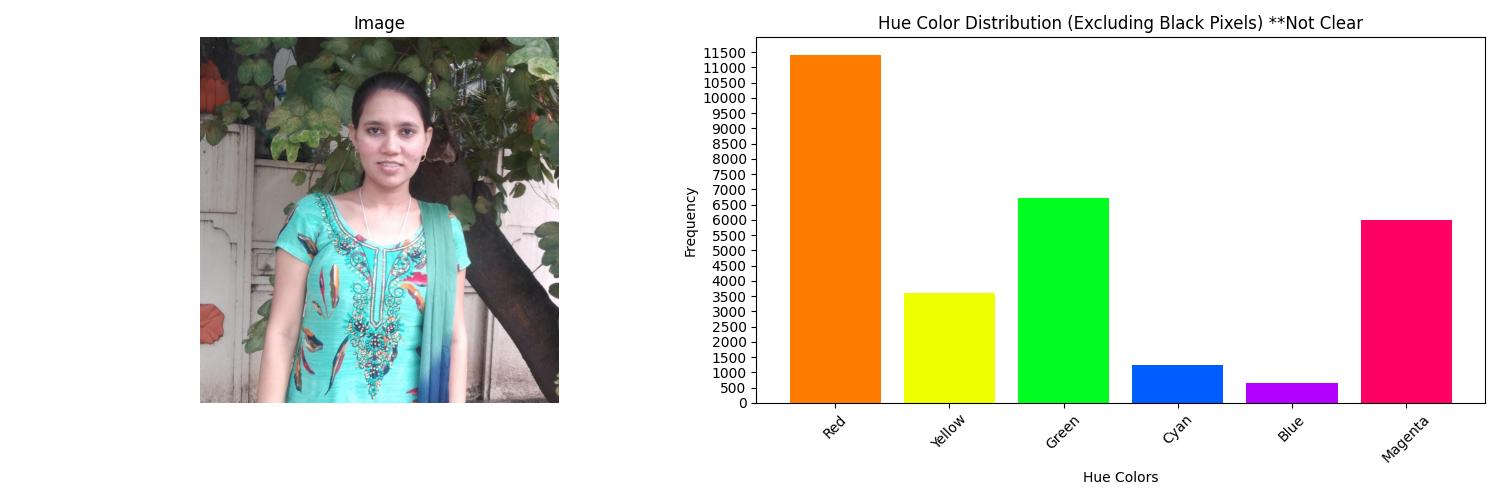 Image
Hue Color Distribution (Excluding Black Pixels) **Not Clear
Frequency
11500
11000
10500
10000
9500
9000
8500
8000
7500
7000
6500
6000
5500
5000
4500
4000
3500
3000
2500
2000
1500
1000
500
0
Red
Yellow
Green
Cyan
Blue
Magenta
Hue Colors